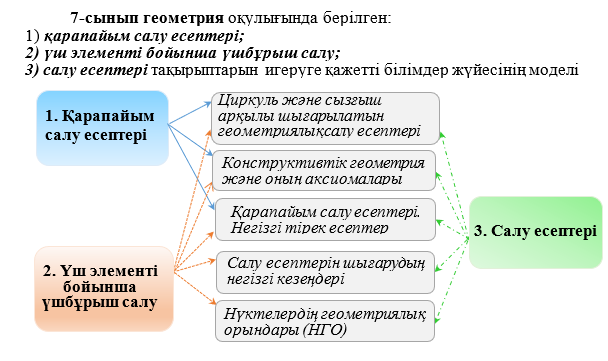 7-сынып геометрия оқулығында берілген:
1) қарапайым салу есептері;
2) үш элементі бойынша үшбұрыш салу;
3) салу есептері тақырыптарын игеруге қажетті білімдер жүйесінің моделі
1. Қарапайым
салу есептері
2. Үш элементі
бойынша
үшбұрыш салу
Циркуль және сызғыш
арқылы шығарылатын
геометриялықсалу есептері
Конструктивтік геометрия
және оның аксиомалары
Қарапайым салу есептері.
Негізгі тірек есептер
Салу есептерін шығарудың
негізгі кезеңдері
Нүктелердің геометриялық
орындары (НГО)
3. Салу есептері